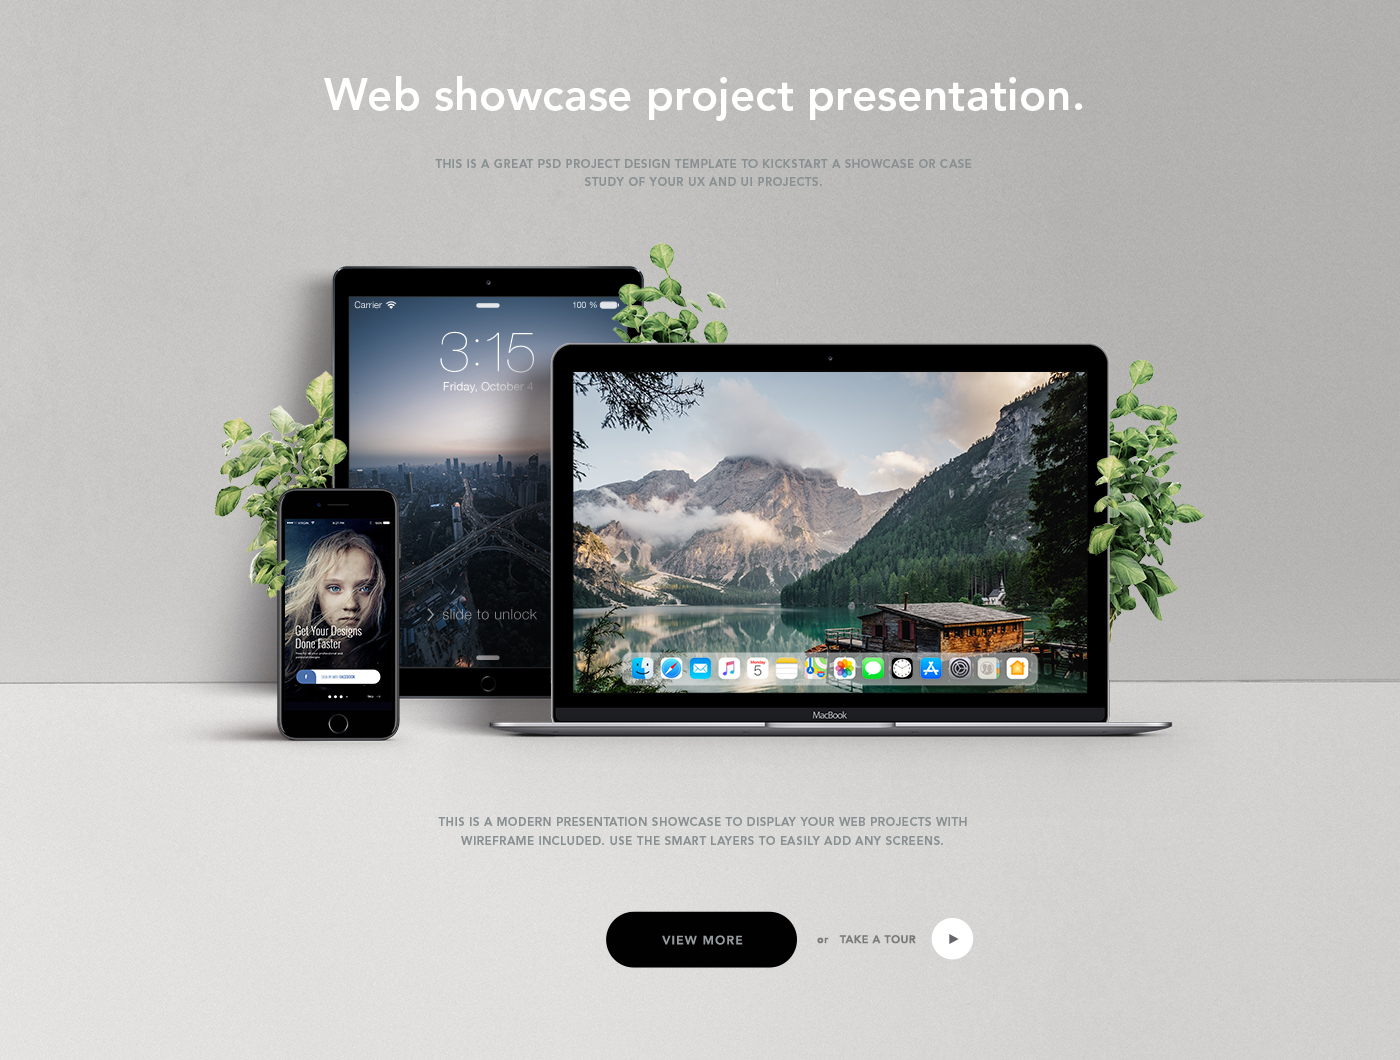 Web showcase project presentation.
THIS IS A GREAT PSD PROJECT DESIGN TEMPLATE TO KICKSTART A SHOWCASE OR CASE
STUDY OF YOUR UX AND UI PROJECTS.
Carrier 100 %
3:15
Friday, October 4
slide to unlock
Get Your Designs
Done Faster
Monday
5
MacBook
THIS IS A MODERN PRESENTATION SHOWCASE TO DISPLAY YOUR WEB PROJECTS WITH
WIREFRAME INCLUDED. USE THE SMART LAYERS TO EASILY ADD ANY SCREENS.
VIEW MORE or TAKE A TOUR